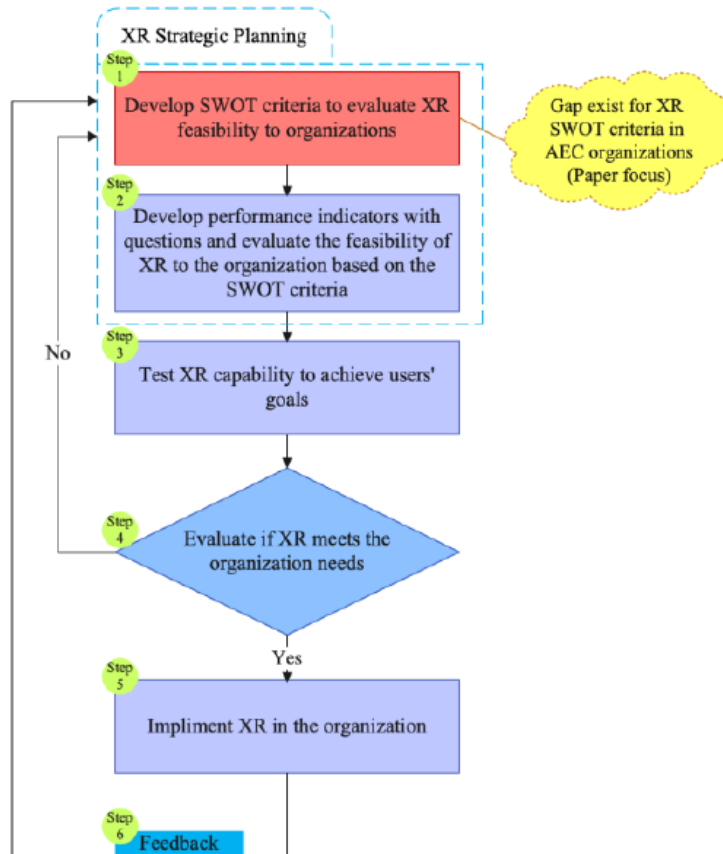 XR Strategic Planning
Step
1
Develop SWOT criteria to evaluate XR
feasibility to organizations
Gap exist for XR
SWOT criteria in
AEC organizations
(Paper focus)
Step
2
Develop performance indicators with
questions and evaluate the feasibility of
XR to the organization based on the
SWOT criteria
No
Step
3
Test XR capability to achieve users'
goals
Step
4
Evaluate if XR meets the
organization needs
Yes
Step
5
Impliment XR in the organization
Step
6
Feedback